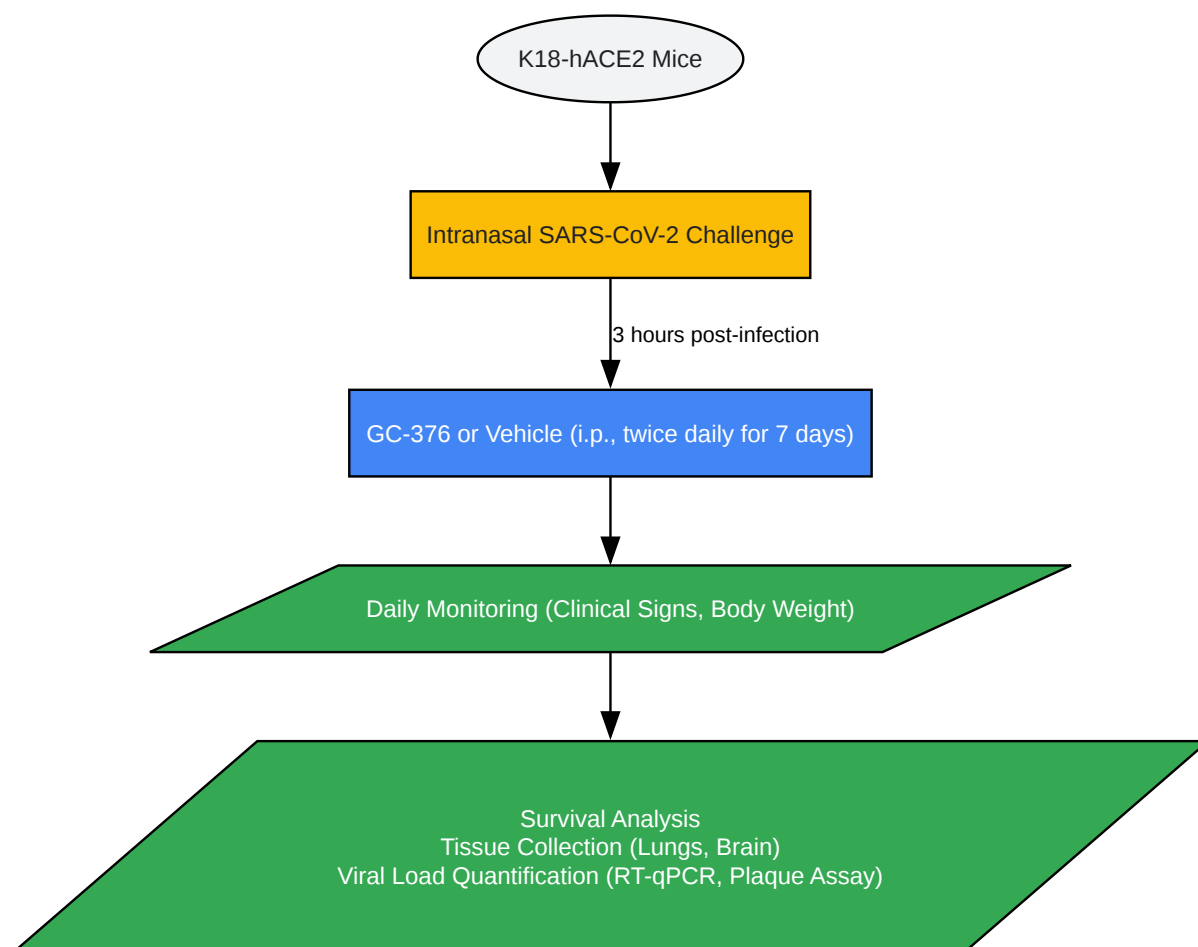 K18-hACE2 Mice
Intranasal SARS-CoV-2 Challenge
3 hours post-infection
GC-376 or Vehicle (i.p., twice daily for 7 days)
Daily Monitoring (Clinical Signs, Body Weight)
Survival Analysis
Tissue Collection (Lungs, Brain)
Viral Load Quantification (RT-qPCR, Plaque Assay)